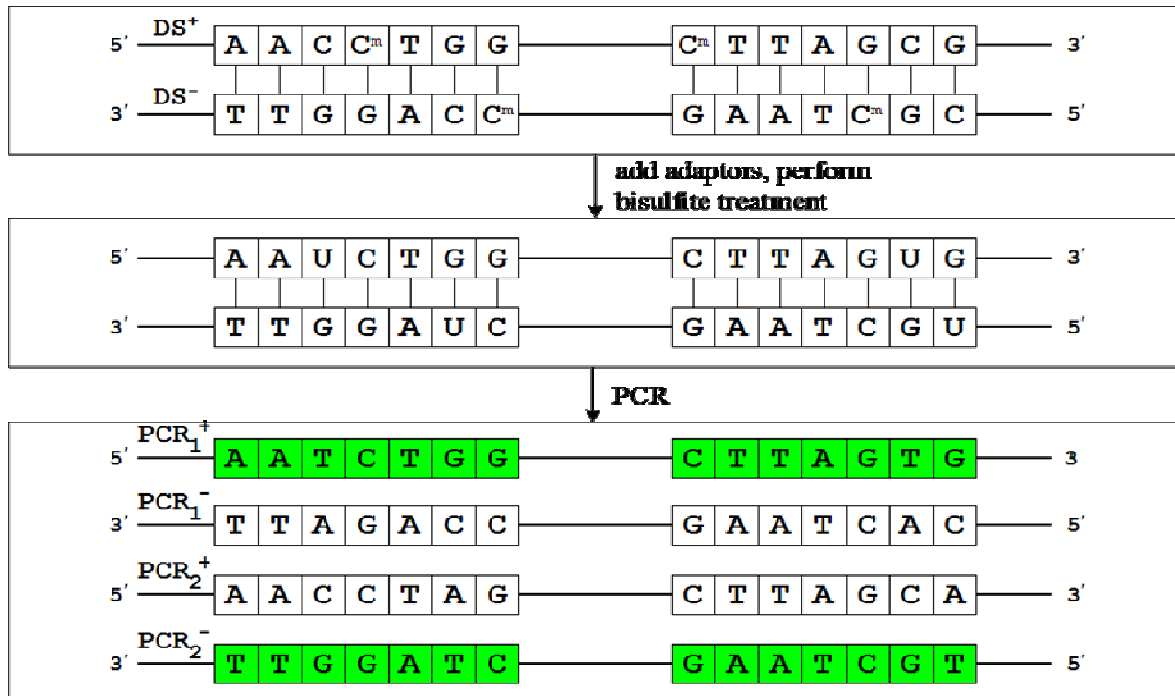 DS+
5′ A A C Cm T G G Cm T T A G C G 3′
DS-
3′ T T G G A C Cm G A A T Cm G C 5′
add adaptors, perform
bisulfite treatment
5′ A A U C T G G C T T A G U G 3′
3′ T T G G A U C G A A T C G U 5′
PCR
PCR1+
5′ A A T C T G G C T T A G T G 3
PCR1-
3′ T T A G A C C G A A T C A C 5′
PCR2+
5′ A A C C T A G C T T A G C A 3′
PCR2-
3′ T T G G A T C G A A T C G T 5′